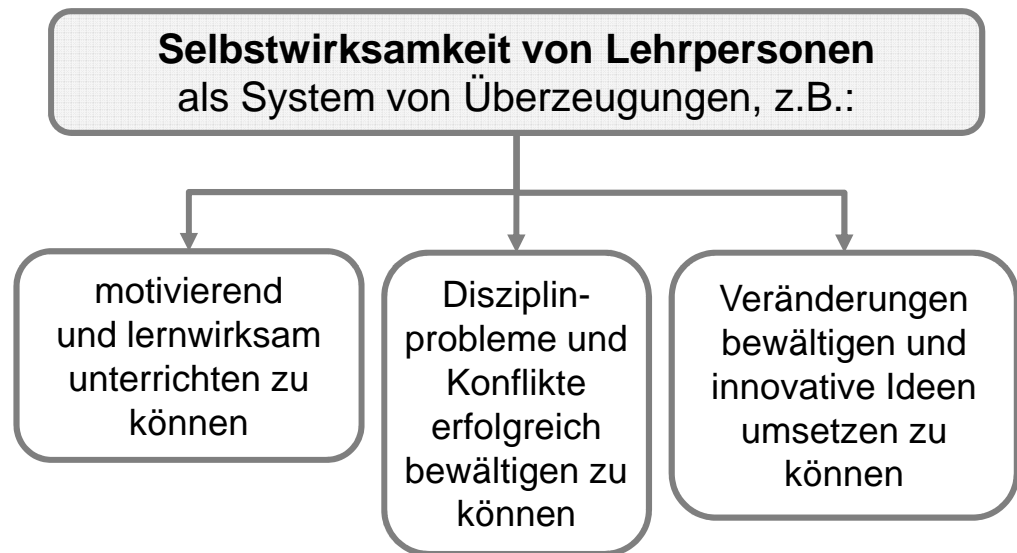 Selbstwirksamkeit von Lehrpersonen
als System von Überzeugungen, z.B.:
motivierend
und lernwirksam
unterrichten zu
können
Disziplin-
probleme und
Konflikte
erfolgreich
bewältigen zu
können
Veränderungen
bewältigen und
innovative Ideen
umsetzen zu
können